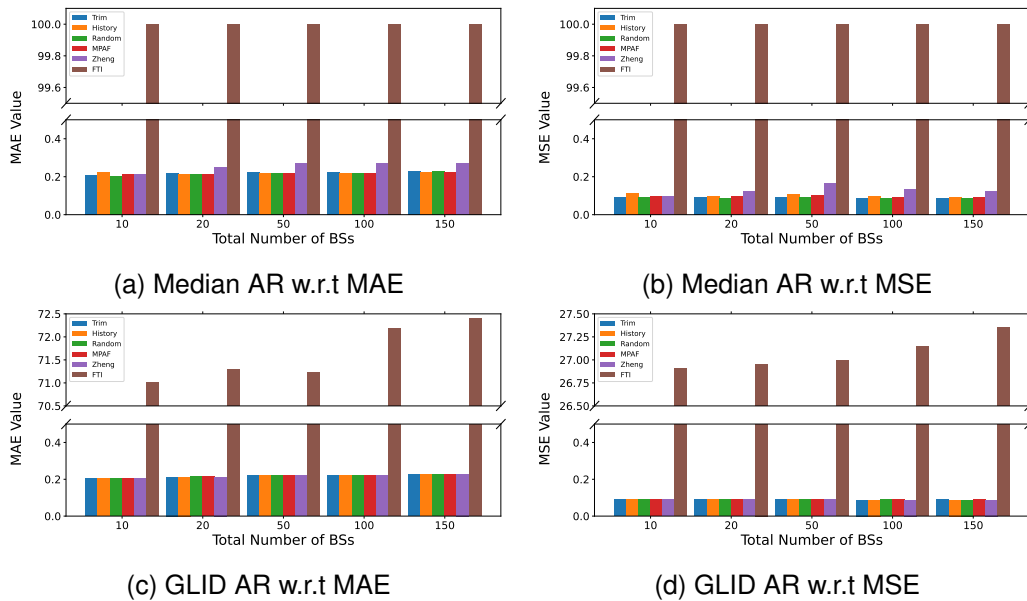 100.0
99.8
99.6
0.4
0.2
0.0
MAE Value
Trim
History
Random
MPAF
Zheng
FTI
10 20 50 100 150
Total Number of BSs
(a) Median AR w.r.t MAE
100.0
99.8
99.6
0.4
0.2
0.0
MSE Value
Trim
History
Random
MPAF
Zheng
FTI
10 20 50 100 150
Total Number of BSs
(b) Median AR w.r.t MSE
72.5
72.0
71.5
71.0
70.5
0.4
0.2
0.0
MAE Value
Trim
History
Random
MPAF
Zheng
FTI
10 20 50 100 150
Total Number of BSs
(c) GLID AR w.r.t MAE
27.50
27.25
27.00
26.75
26.50
0.4
0.2
0.0
MSE Value
Trim
History
Random
MPAF
Zheng
FTI
10 20 50 100 150
Total Number of BSs
(d) GLID AR w.r.t MSE